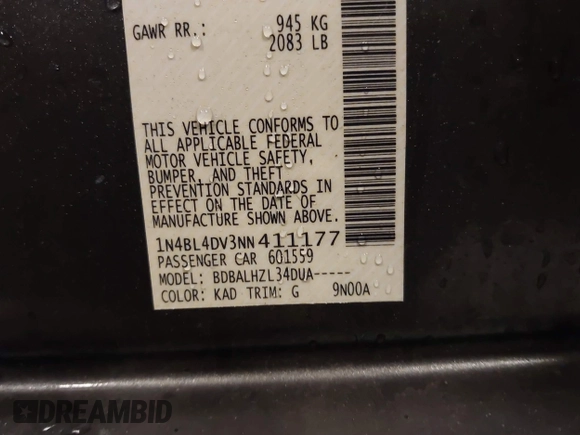 GAWR RR.: 945 KG
2083 LB
THIS VEHICLE CONFORMS TO
ALL APPLICABLE FEDERAL
MOTOR VEHICLE SAFETY,
BUMPER, AND THEFT
PREVENTION STANDARDS IN
EFFECT ON THE DATE OF
MANUFACTURE SHOWN ABOVE.
1N4BL4DV3NN411177
PASSENGER CAR 601559
MODEL: BDBALHZL34DUA-----
COLOR: KAD TRIM: G 9N00A
DREAMBID